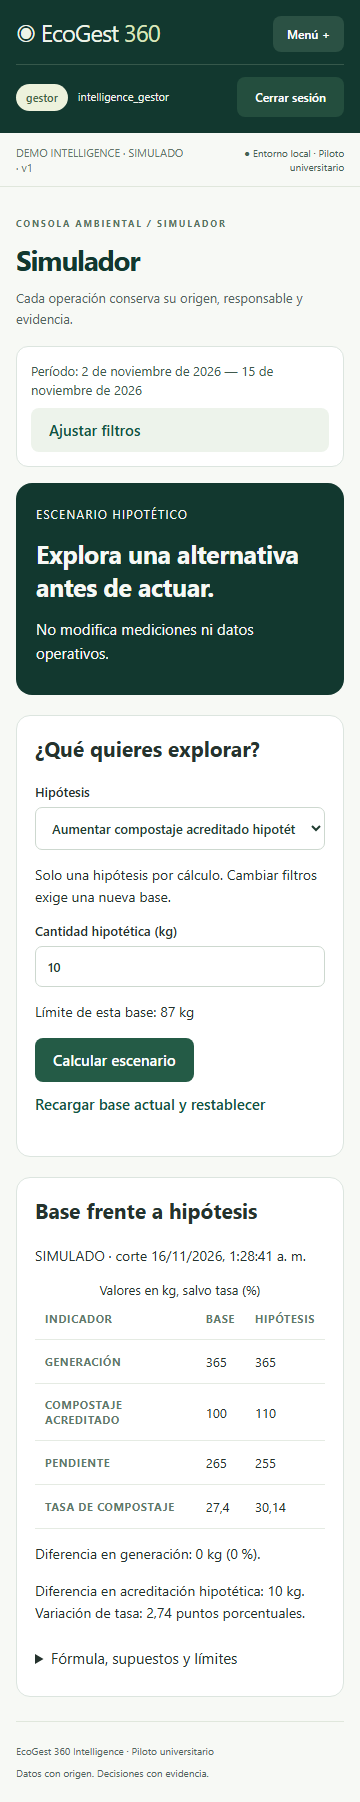 EcoGest 360
Menú +
gestor
intelligence_gestor
Cerrar sesión
DEMO INTELLIGENCE · SIMULADO
· v1
● Entorno local · Piloto
universitario
CONSOLA AMBIENTAL / SIMULADOR
Simulador
Cada operación conserva su origen, responsable y
evidencia.
Período: 2 de noviembre de 2026 — 15 de
noviembre de 2026
Ajustar filtros
ESCENARIO HIPOTÉTICO
Explora una alternativa
antes de actuar.
No modifica mediciones ni datos
operativos.
¿Qué quieres explorar?
Hipótesis
Aumentar compostaje acreditado hipotét
Solo una hipótesis por cálculo. Cambiar filtros
exige una nueva base.
Cantidad hipotética (kg)
10
Límite de esta base: 87 kg
Calcular escenario
Recargar base actual y restablecer
Base frente a hipótesis
SIMULADO · corte 16/11/2026, 1:28:41 a. m.
Valores en kg, salvo tasa (%)
INDICADOR BASE HIPÓTESIS
GENERACIÓN 365 365
COMPOSTAJE
ACREDITADO 100 110
PENDIENTE 265 255
TASA DE COMPOSTAJE 27,4 30,14
Diferencia en generación: 0 kg (0 %).
Diferencia en acreditación hipotética: 10 kg.
Variación de tasa: 2,74 puntos porcentuales.
▶ Fórmula, supuestos y límites
EcoGest 360 Intelligence · Piloto universitario
Datos con origen. Decisiones con evidencia.